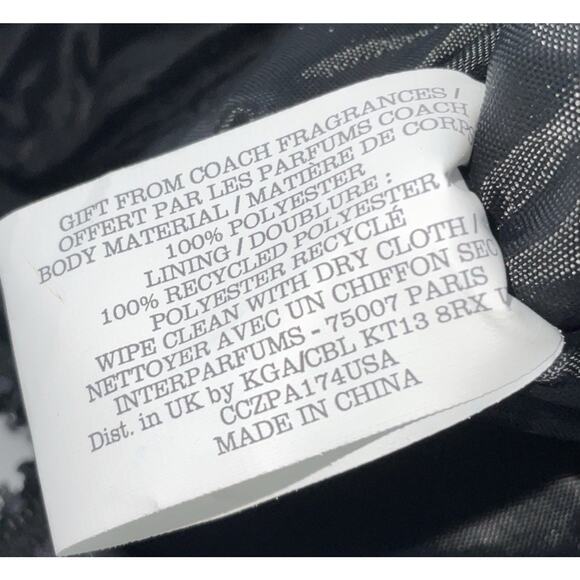 GIFT FROM COACH FRAGRANCES /
OFFERT PAR LES PARFUMS COACH
BODY MATERIAL / MATIÈRE DE CORPS
100% POLYESTER
LINING / DOUBLURE :
100% RECYCLED POLYESTER
POLYESTER RECYCLÉ
WIPE CLEAN WITH DRY CLOTH /
NETTOYER AVEC UN CHIFFON SEC
INTERPARFUMS - 75007 PARIS
Dist. in UK by KGA/CBL KT13 8RX
CCZPA174USA
MADE IN CHINA